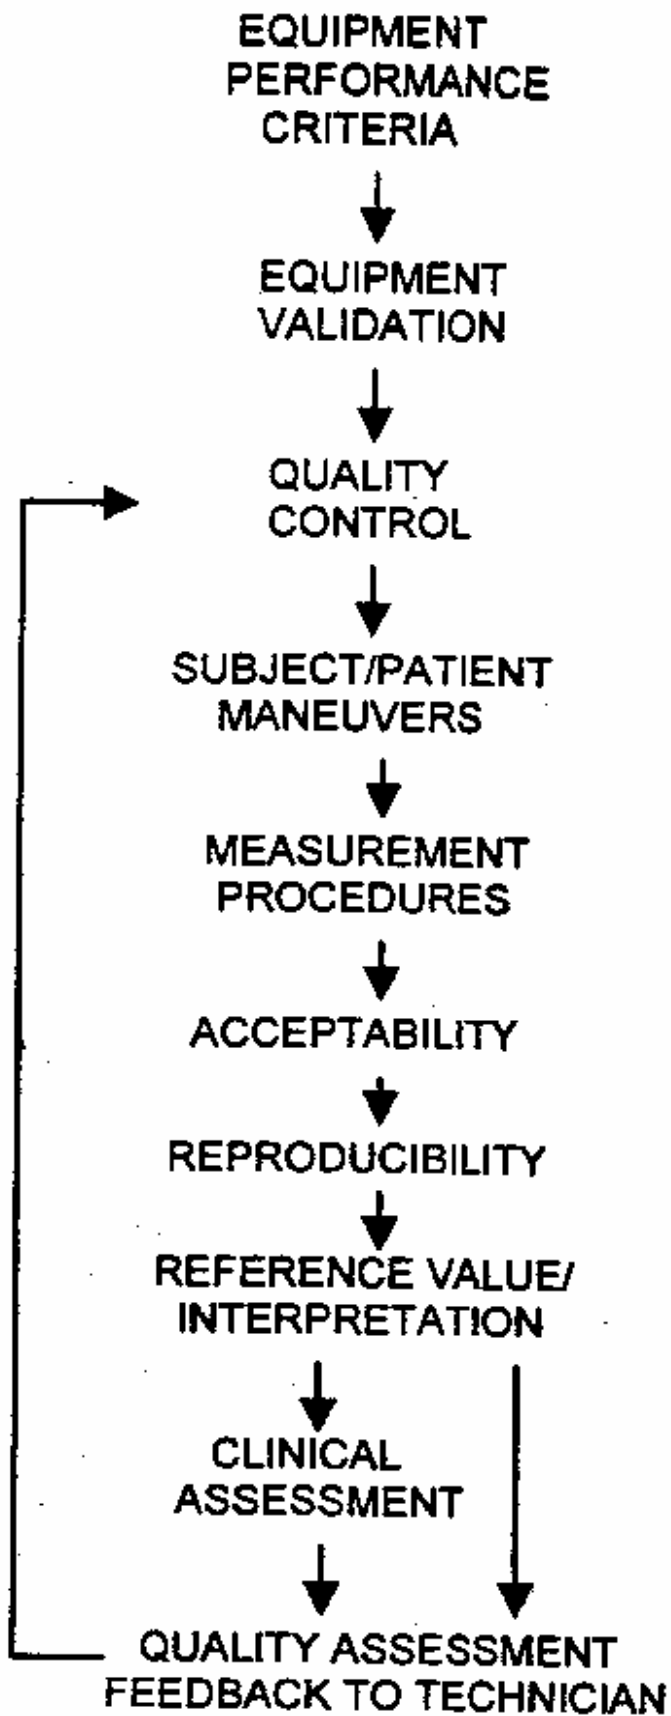 EQUIPMENT
PERFORMANCE
CRITERIA
EQUIPMENT
VALIDATION
QUALITY
CONTROL
SUBJECT/PATIENT
MANEUVERS
MEASUREMENT
PROCEDURES
ACCEPTABILITY
REPRODUCIBILITY
REFERENCE VALUE/
INTERPRETATION
CLINICAL
ASSESSMENT
QUALITY ASSESSMENT
FEEDBACK TO TECHNICIAN